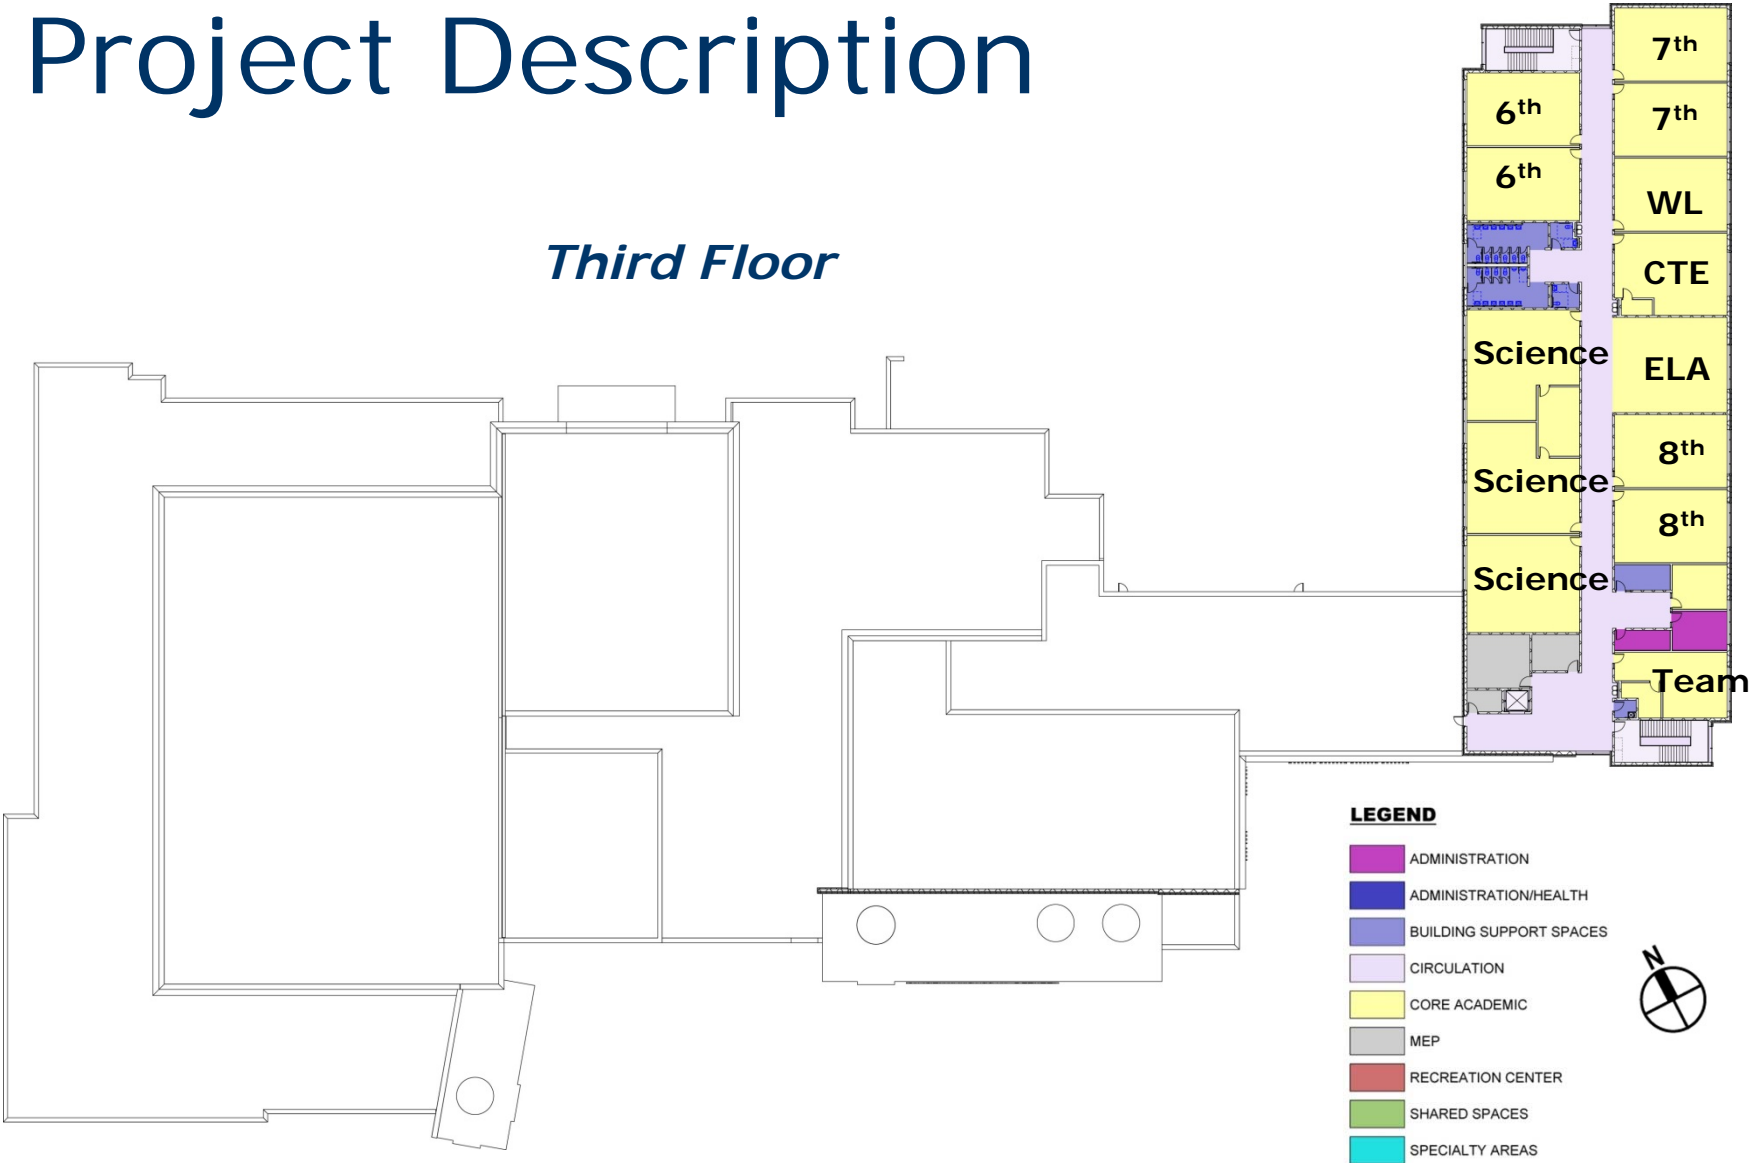 Project Description
Third Floor
7th
7th
6th
6th
WL
CTE
Science
ELA
8th
Science
8th
Science
Team
LEGEND
ADMINISTRATION
ADMINISTRATION/HEALTH
BUILDING SUPPORT SPACES
CIRCULATION
CORE ACADEMIC
MEP
RECREATION CENTER
SHARED SPACES
SPECIALTY AREAS
N